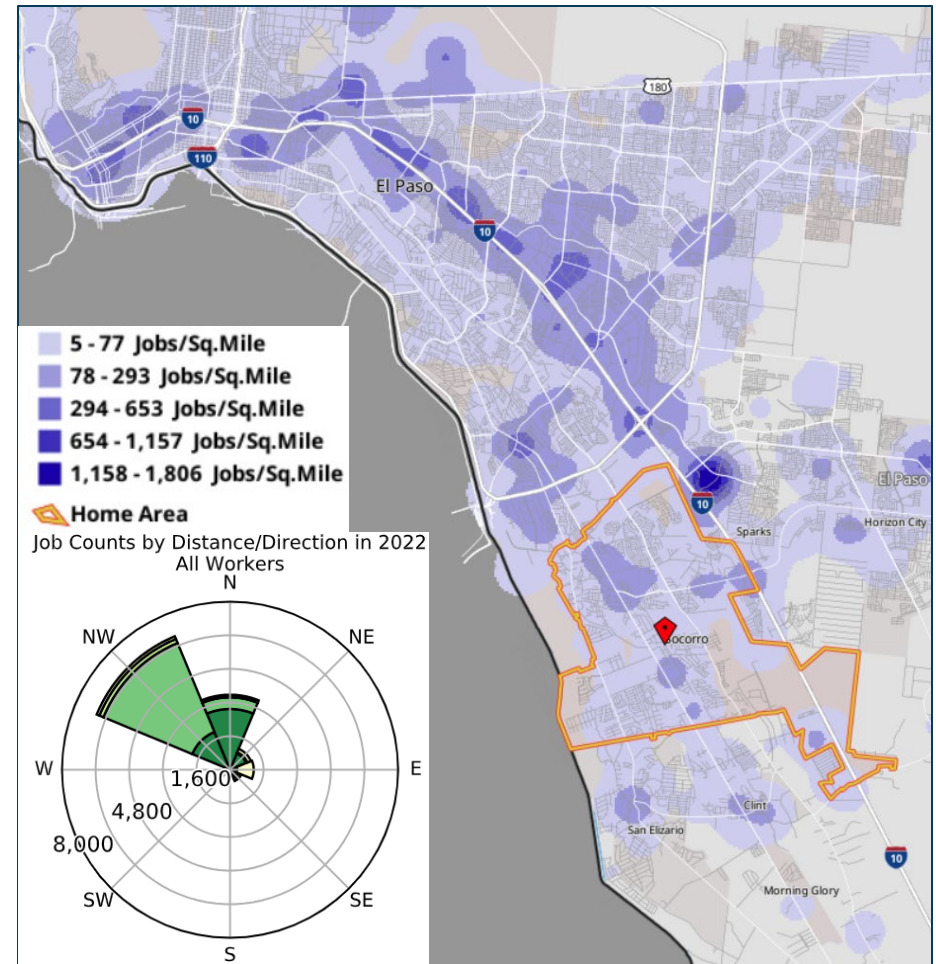 180
10
110
El Paso
10
5 - 77 Jobs/Sq.Mile
78 - 293 Jobs/Sq.Mile
294 - 653 Jobs/Sq.Mile
654 - 1,157 Jobs/Sq.Mile
1,158 - 1,806 Jobs/Sq.Mile
Home Area
El Paso
10
Horizon City
Sparks
Socorro
Clint
San Elizario
10
Morning Glory
Job Counts by Distance/Direction in 2022
All Workers
N
NW
NE
W
E
1,600
4,800
8,000
SW
SE
S